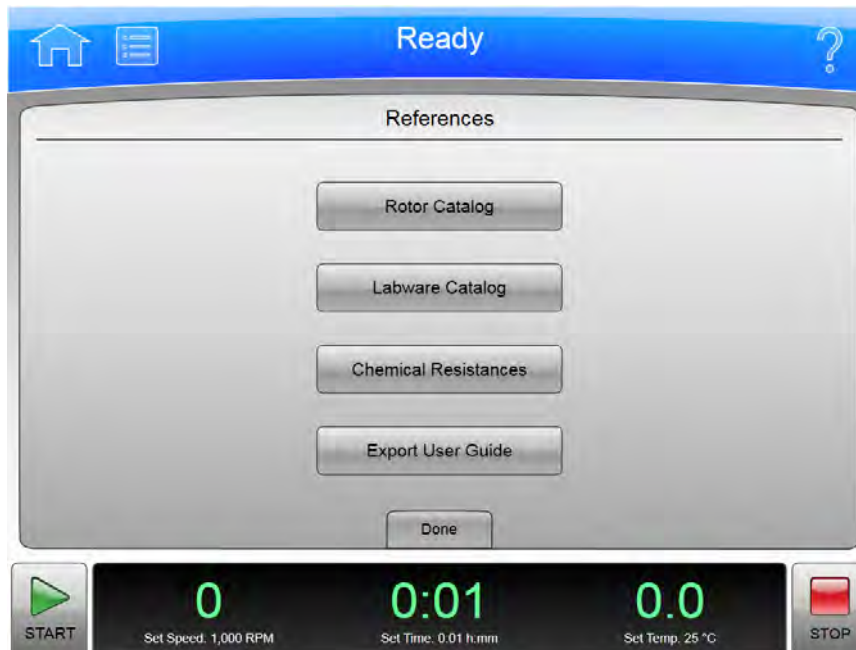 Ready
?
References
Rotor Catalog
Labware Catalog
Chemical Resistances
Export User Guide
Done
START
0
0:01
0.0
STOP
Set Speed. 1,000 RPM
Set Time. 0.01 h:mm
Set Temp. 25 °C